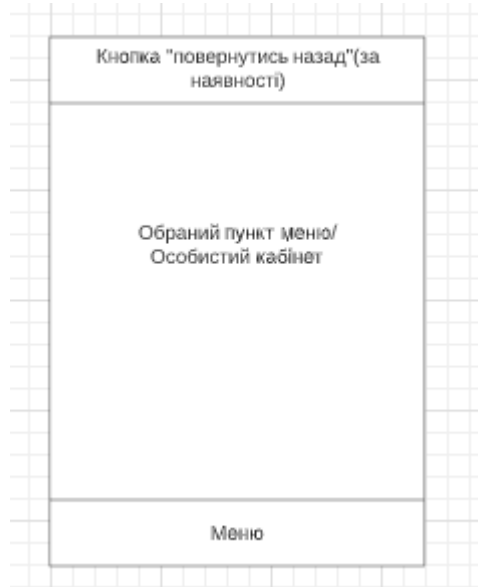 Кнопка "повернутись назад"(за
наявності)
Обраний пункт меню/
Особистий кабінет
Меню